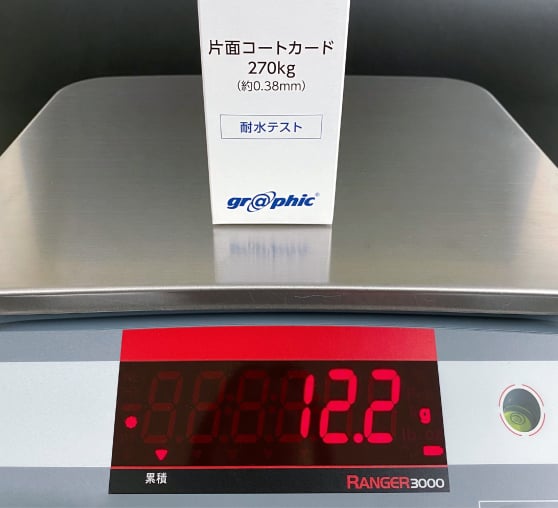 片面コートカード
270kg
(約0.38mm)
耐水テスト
gr@phic®
12.2
g
累積
RANGER3000